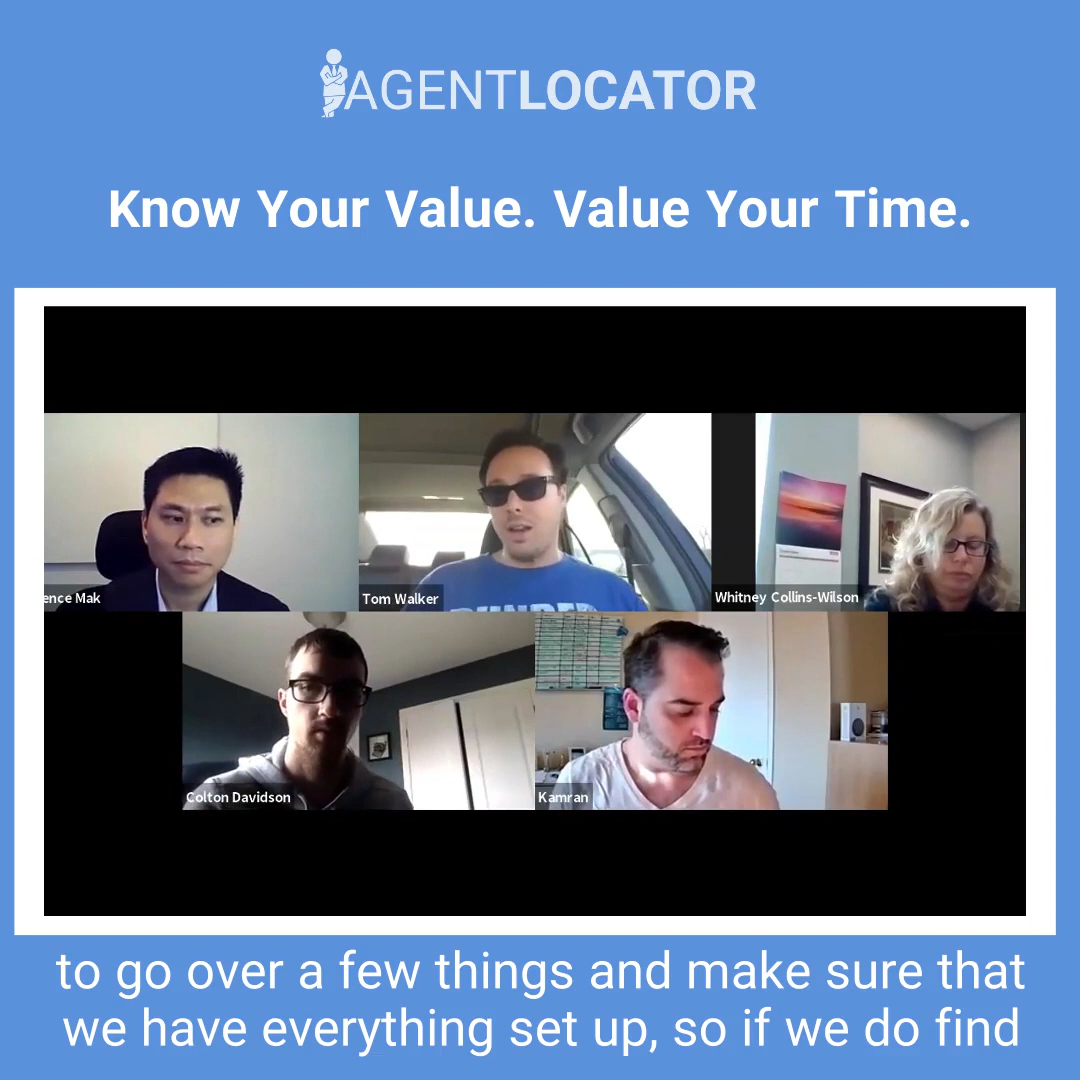 AGENTLOCATOR
Know Your Value. Value Your Time.
ence Mak
Tom Walker
Whitney Collins-Wilson
Colton Davidson
Kamran
to go over a few things and make sure that
we have everything set up, so if we do find